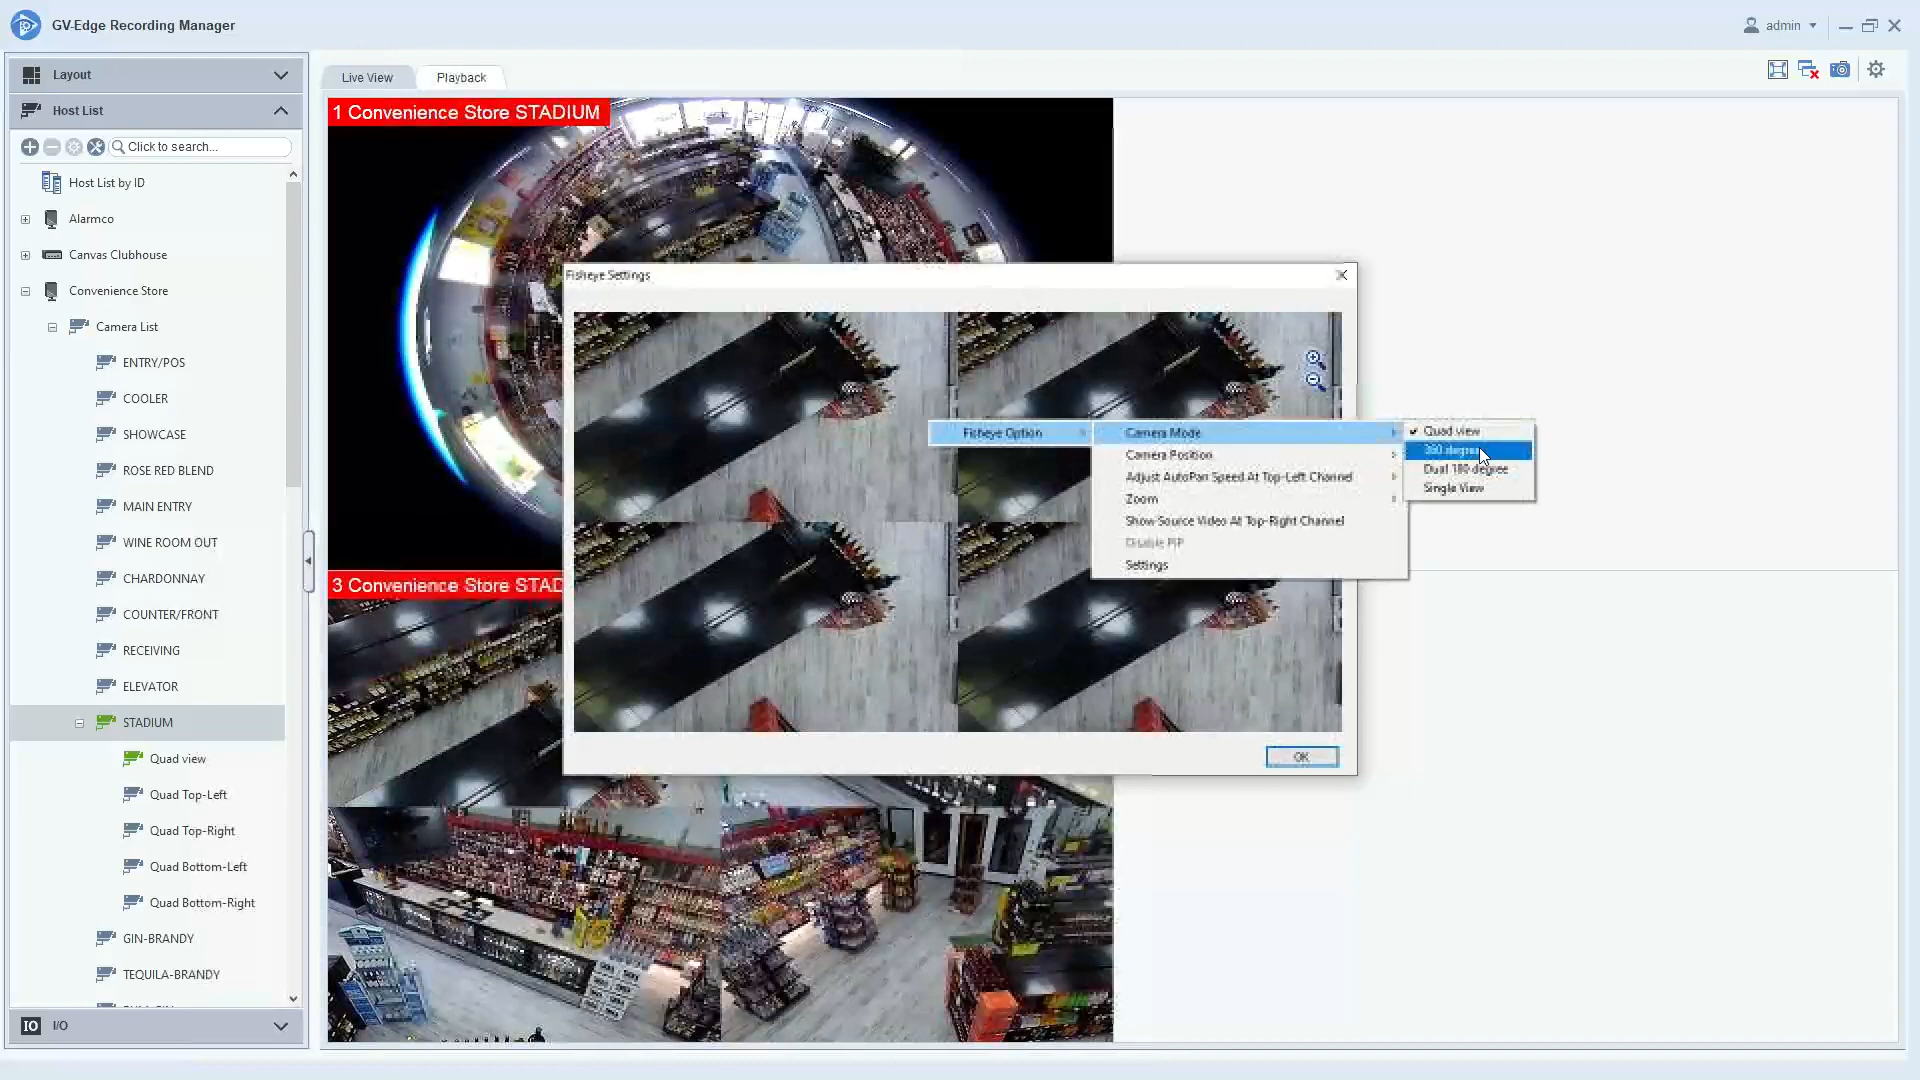 GV-Edge Recording Manager
admin
Layout
Host List
Click to search...
Host List by ID
Alarmco
Canvas Clubhouse
Convenience Store
Camera List
ENTRY/POS
COOLER
SHOWCASE
ROSE RED BLEND
MAIN ENTRY
WINE ROOM OUT
CHARDONNAY
COUNTER/FRONT
RECEIVING
ELEVATOR
STADIUM
Quad view
Quad Top-Left
Quad Top-Right
Quad Bottom-Left
Quad Bottom-Right
GIN-BRANDY
TEQUILA-BRANDY
IO I/O
Live View
Playback
1 Convenience Store STADIUM
3 Convenience Store STAD
Fisheye Settings
Fisheye Option
Camera Mode
Camera Position
Adjust AutoPan Speed At Top-Left Channel
Zoom
Show Source Video At Top-Right Channel
Disable PIP
Settings
Quad view
360 degree
Dual 180 degree
Single View
OK